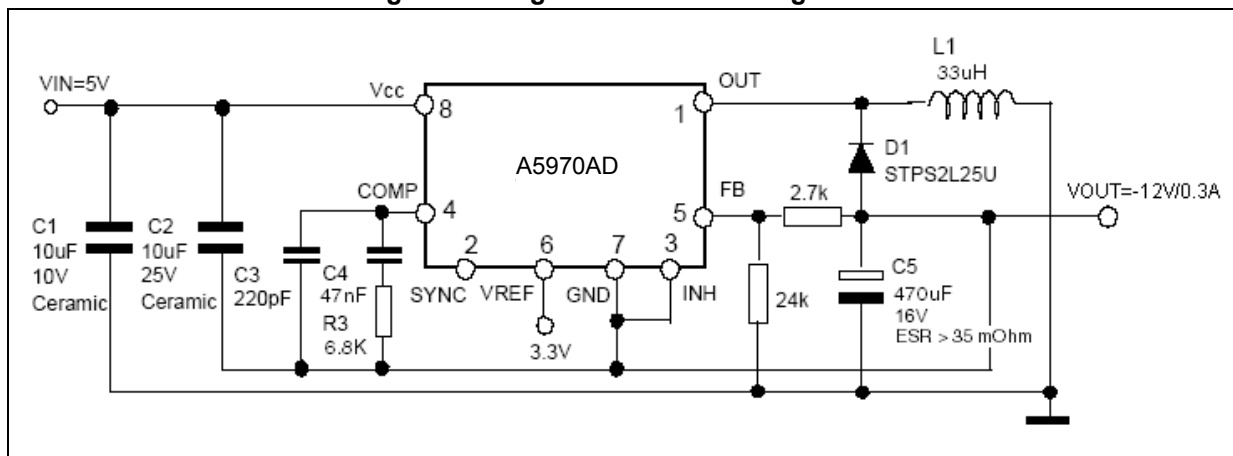 VIN=5V
Vcc
8
A5970AD
1
OUT
L1
33uH
D1
STPS2L25U
COMP
4
FB
5
2.7k
VOUT=-12V/0.3A
C1
10uF
10V
Ceramic
C2
10uF
25V
Ceramic
C3
220pF
C4
47nF
R3
6.8K
2
SYNC
6
VREF
3.3V
7
GND
3
INH
24k
C5
470uF
16V
ESR > 35 mOhm